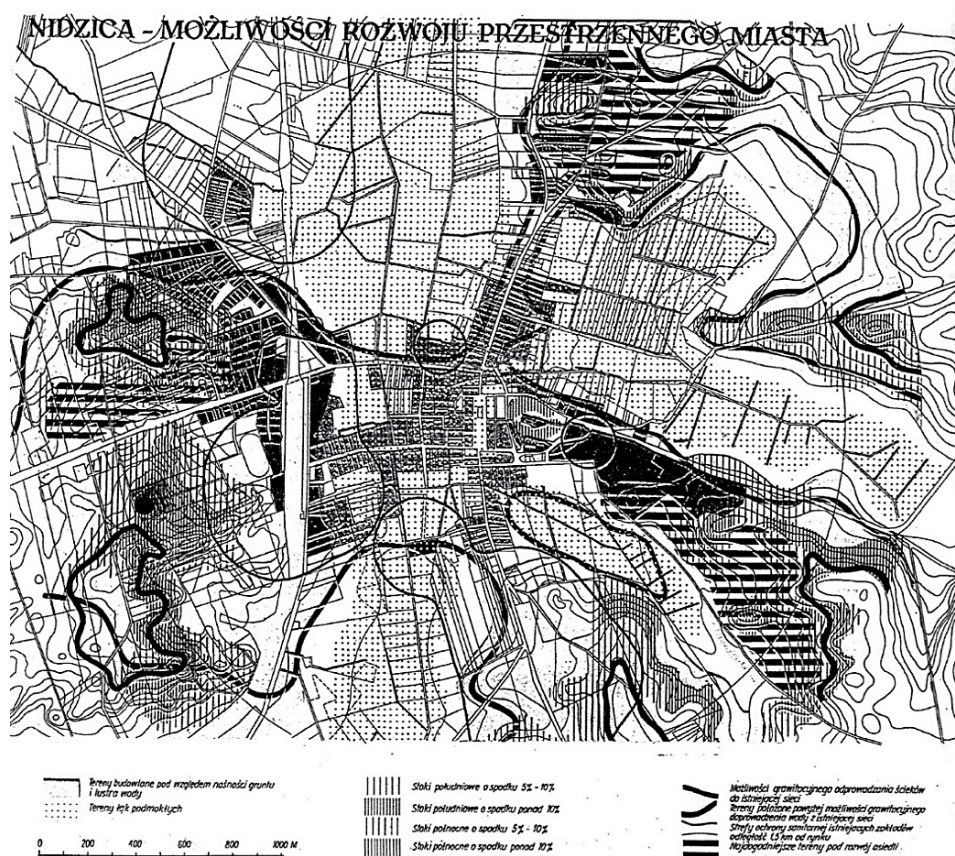 NIDZICA – MOŻLIWOŚCI ROZWOJU PRZESTRZENNEGO MIASTA
Tereny budowlane pod względem nośności gruntu
i lustra wody
Tereny łąk podmokłych
0 200 400 600 800 1000 M
Stoki południowe o spadku 5% - 10%
Stoki południowe o spadku ponad 10%
Stoki północne o spadku 5% - 10%
Stoki północne o spadku ponad 10%
Możliwości grawitacyjnego odprowadzania ścieków
do istniejącej sieci
Tereny położone powyżej możliwości grawitacyjnego
doprowadzenia wody z istniejącej sieci
Strefy ochrony sanitarnej istniejących zakładów
odległość 1,5 km od rynku
Najdogodniejsze tereny pod rozwój osiedli